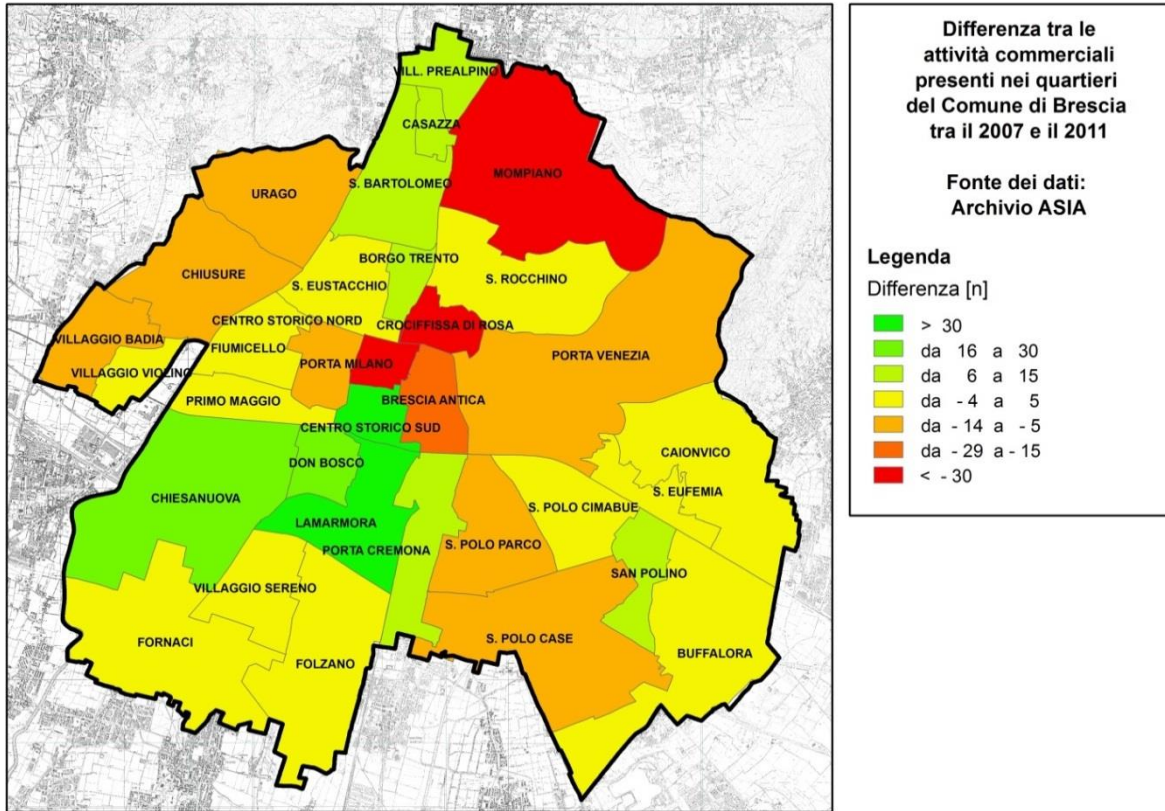 VILL. PREALPINO
CASAZZA
MOMPIANO
S. BARTOLOMEO
URAGO
BORGO TRENTO
S. ROCCHINO
CHIUSURE
S. EUSTACCHIO
CENTRO STORICO NORD
CROCIFFISSA DI ROSA
VILLAGGIO BADIA
FIUMICELLO
PORTA MILANO
PORTA VENEZIA
VILLAGGIO VIOLINO
PRIMO MAGGIO
BRESCIA ANTICA
CENTRO STORICO SUD
CAIONVICO
DON BOSCO
CHIESANUOVA
S. EUFEMIA
S. POLO CIMABUE
LAMARMORA
S. POLO PARCO
PORTA CREMONA
SAN POLINO
VILLAGGIO SERENO
S. POLO CASE
FORNACI
BUFFALORA
FOLZANO
Differenza tra le
attività commerciali
presenti nei quartieri
del Comune di Brescia
tra il 2007 e il 2011
Fonte dei dati:
Archivio ASIA
Legenda
Differenza [n]
> 30
da 16 a 30
da 6 a 15
da - 4 a 5
da - 14 a - 5
da - 29 a - 15
< - 30